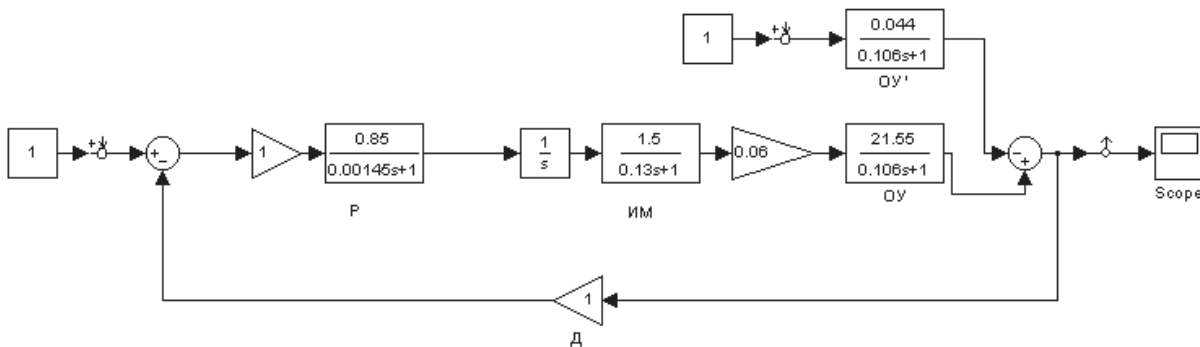 1
0.044
0.106s+1
ОУ'
1
1
0.85
0.00145s+1
Р
1
s
1.5
0.13s+1
ИМ
0.06
21.55
0.106s+1
ОУ
Scope
1
Д